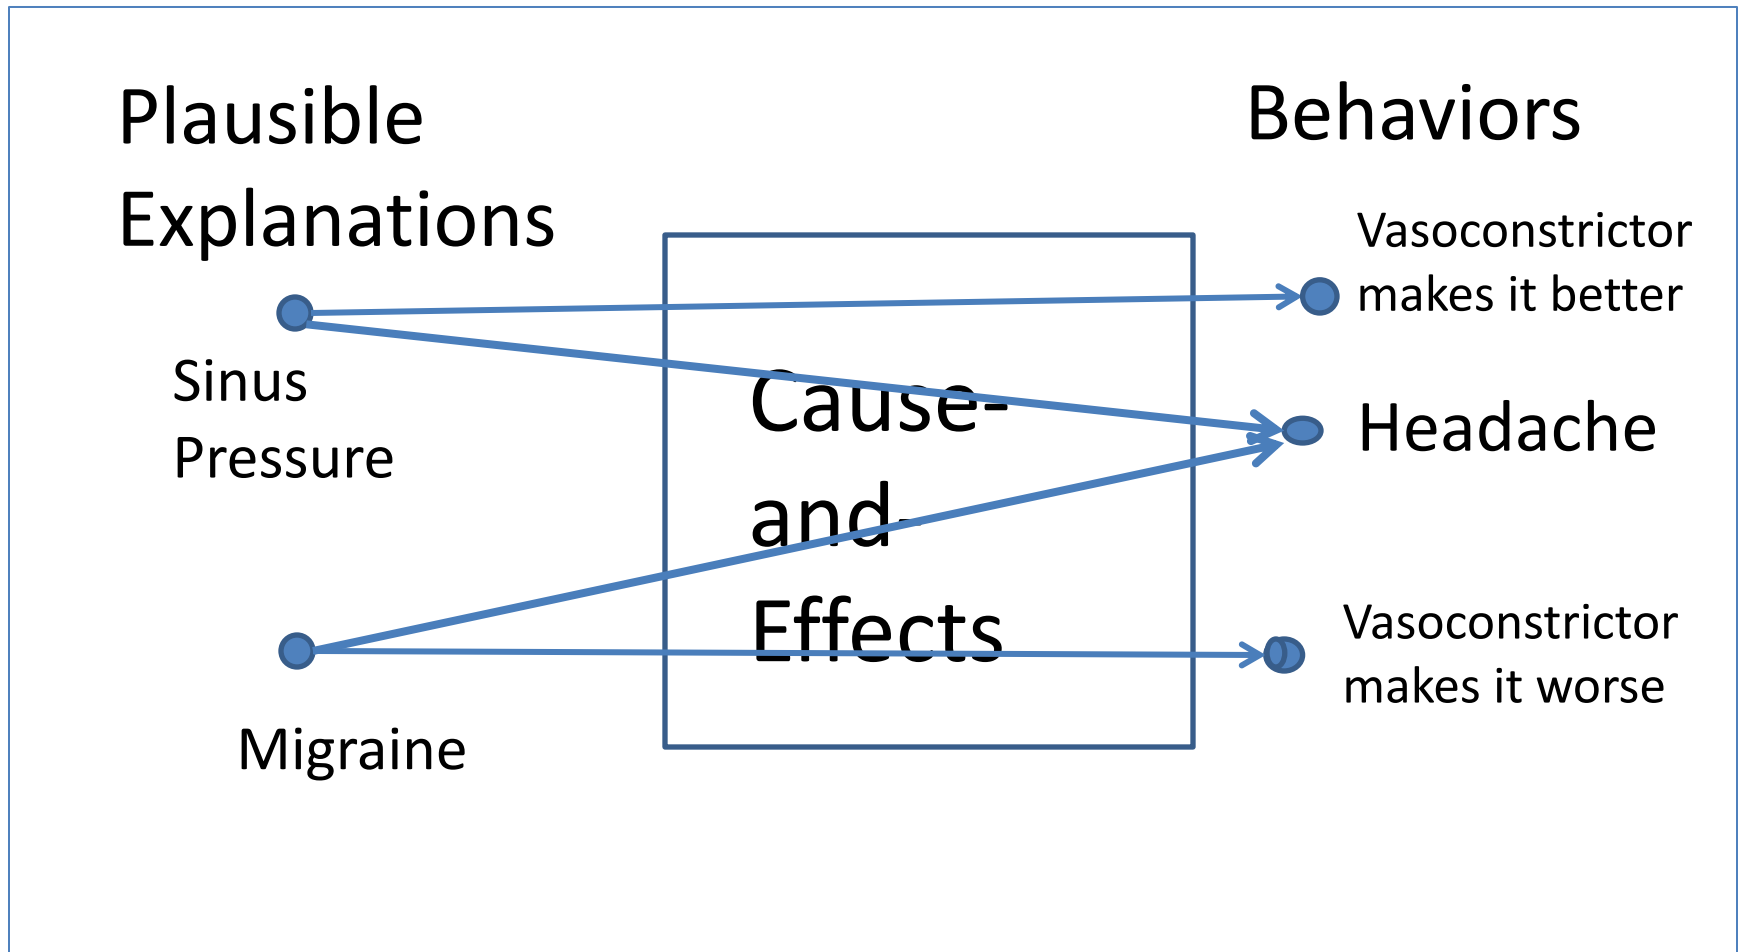 Plausible
Explanations
Behaviors
Vasoconstrictor
makes it better
Sinus
Pressure
Cause-
and-
Effects
Headache
Vasoconstrictor
makes it worse
Migraine